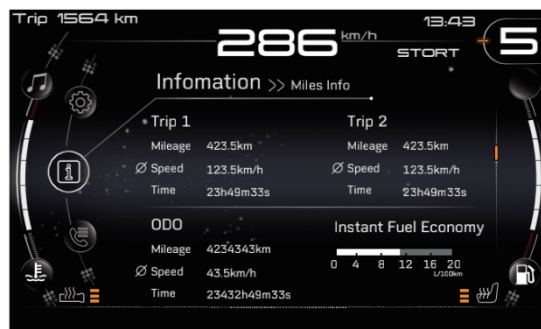 Trip 1564 km
286 km/h
13:43
STORT
5
Infomation >> Miles Info
Trip 1
Mileage 423.5km
Ø Speed 123.5km/h
Time 23h49m33s
Trip 2
Mileage 423.5km
Ø Speed 123.5km/h
Time 23h49m33s
ODO
Mileage 4234343km
Ø Speed 43.5km/h
Time 23432h49m33s
Instant Fuel Economy
0 4 8 12 16 20
L/100km